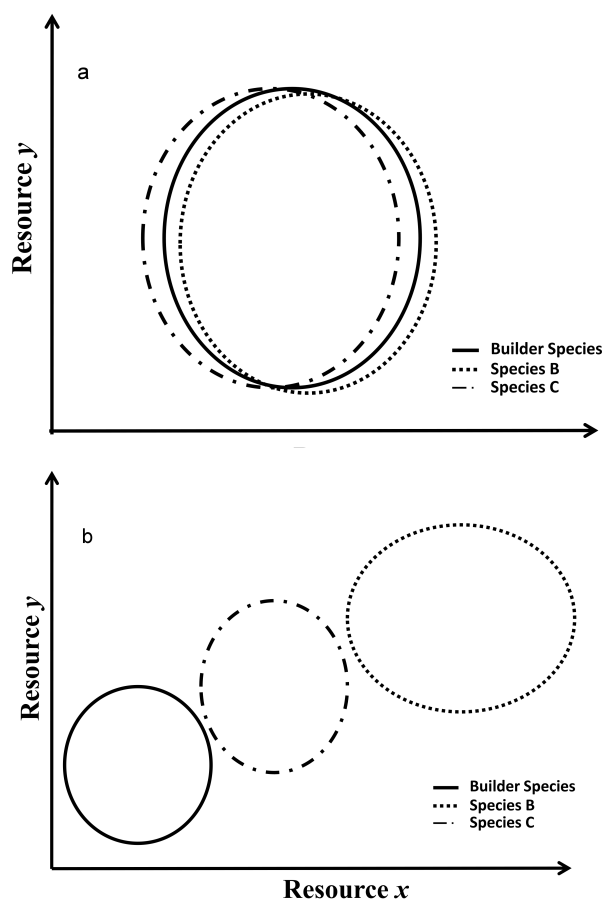 a
Resource y
Builder Species
Species B
Species C
b
Resource y
Builder Species
Species B
Species C
Resource x